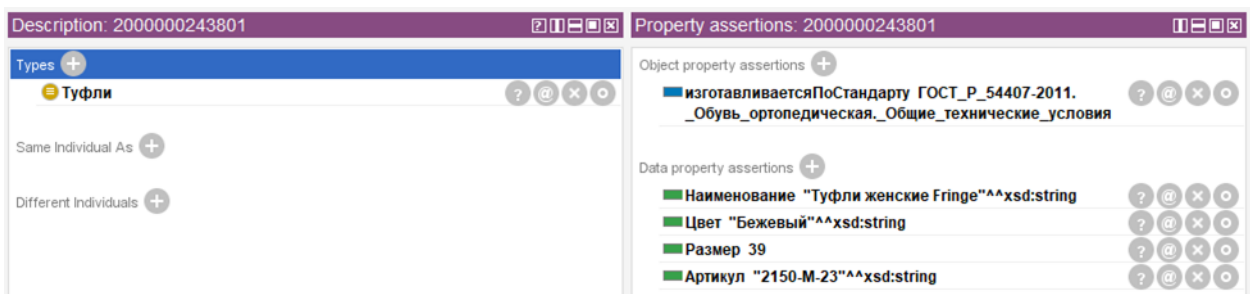 Description: 2000000243801
Types
Туфли
Same Individual As
Different Individuals
Property assertions: 2000000243801
Object property assertions
изготавливаетсяПоСтандарту ГОСТ_Р_54407-2011.
_Обувь_ортопедическая._Общие_технические_условия
Data property assertions
Наименование "Туфли женские Fringe"^^xsd:string
Цвет "Бежевый"^^xsd:string
Размер 39
Артикул "2150-M-23"^^xsd:string